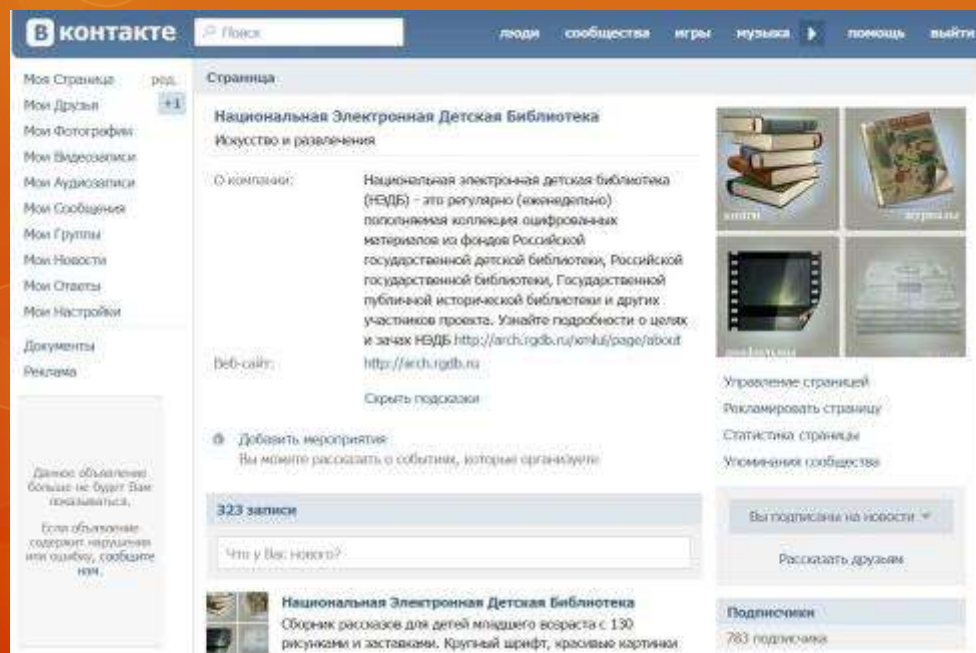 В контакте
Поиск
люди сообщества игры музыка помощь выйти
Моя Страница ред.
Мои Друзья +1
Мои Фотографии
Мои Видеозаписи
Мои Аудиозаписи
Мои Сообщения
Мои Группы
Мои Новости
Мои Ответы
Мои Настройки
Документы
Реклама
Данное объявление
больше не будет Вам
показываться.
Если объявление
содержит нарушение
или ошибку, сообщите
нам.
Страница
Национальная Электронная Детская Библиотека
Искусство и развлечения
О компании:
Национальная электронная детская библиотека
(НЭДБ) - это регулярно (еженедельно)
пополняемая коллекция оцифрованных
материалов из фондов Российской
государственной детской библиотеки, Российской
государственной библиотеки, Государственной
публичной исторической библиотеки и других
участников проекта. Узнайте подробности о целях
и зачах НЭДБ http://arch.rgdb.ru/xmlui/page/about
Веб-сайт: http://arch.rgdb.ru
Скрыть подсказки
Добавить мероприятия
Вы можете рассказать о событиях, которые организуете
323 записи
Что у Вас нового?
Национальная Электронная Детская Библиотека
Сборник рассказов для детей младшего возраста с 130
рисунками и заставками. Крупный шрифт, красивые картинки
книги
журналы
Управление страницей
Рекламировать страницу
Статистика страницы
Упоминания сообщества
Вы подписаны на новости
Рассказать друзьям
Подписчики
783 подписчика